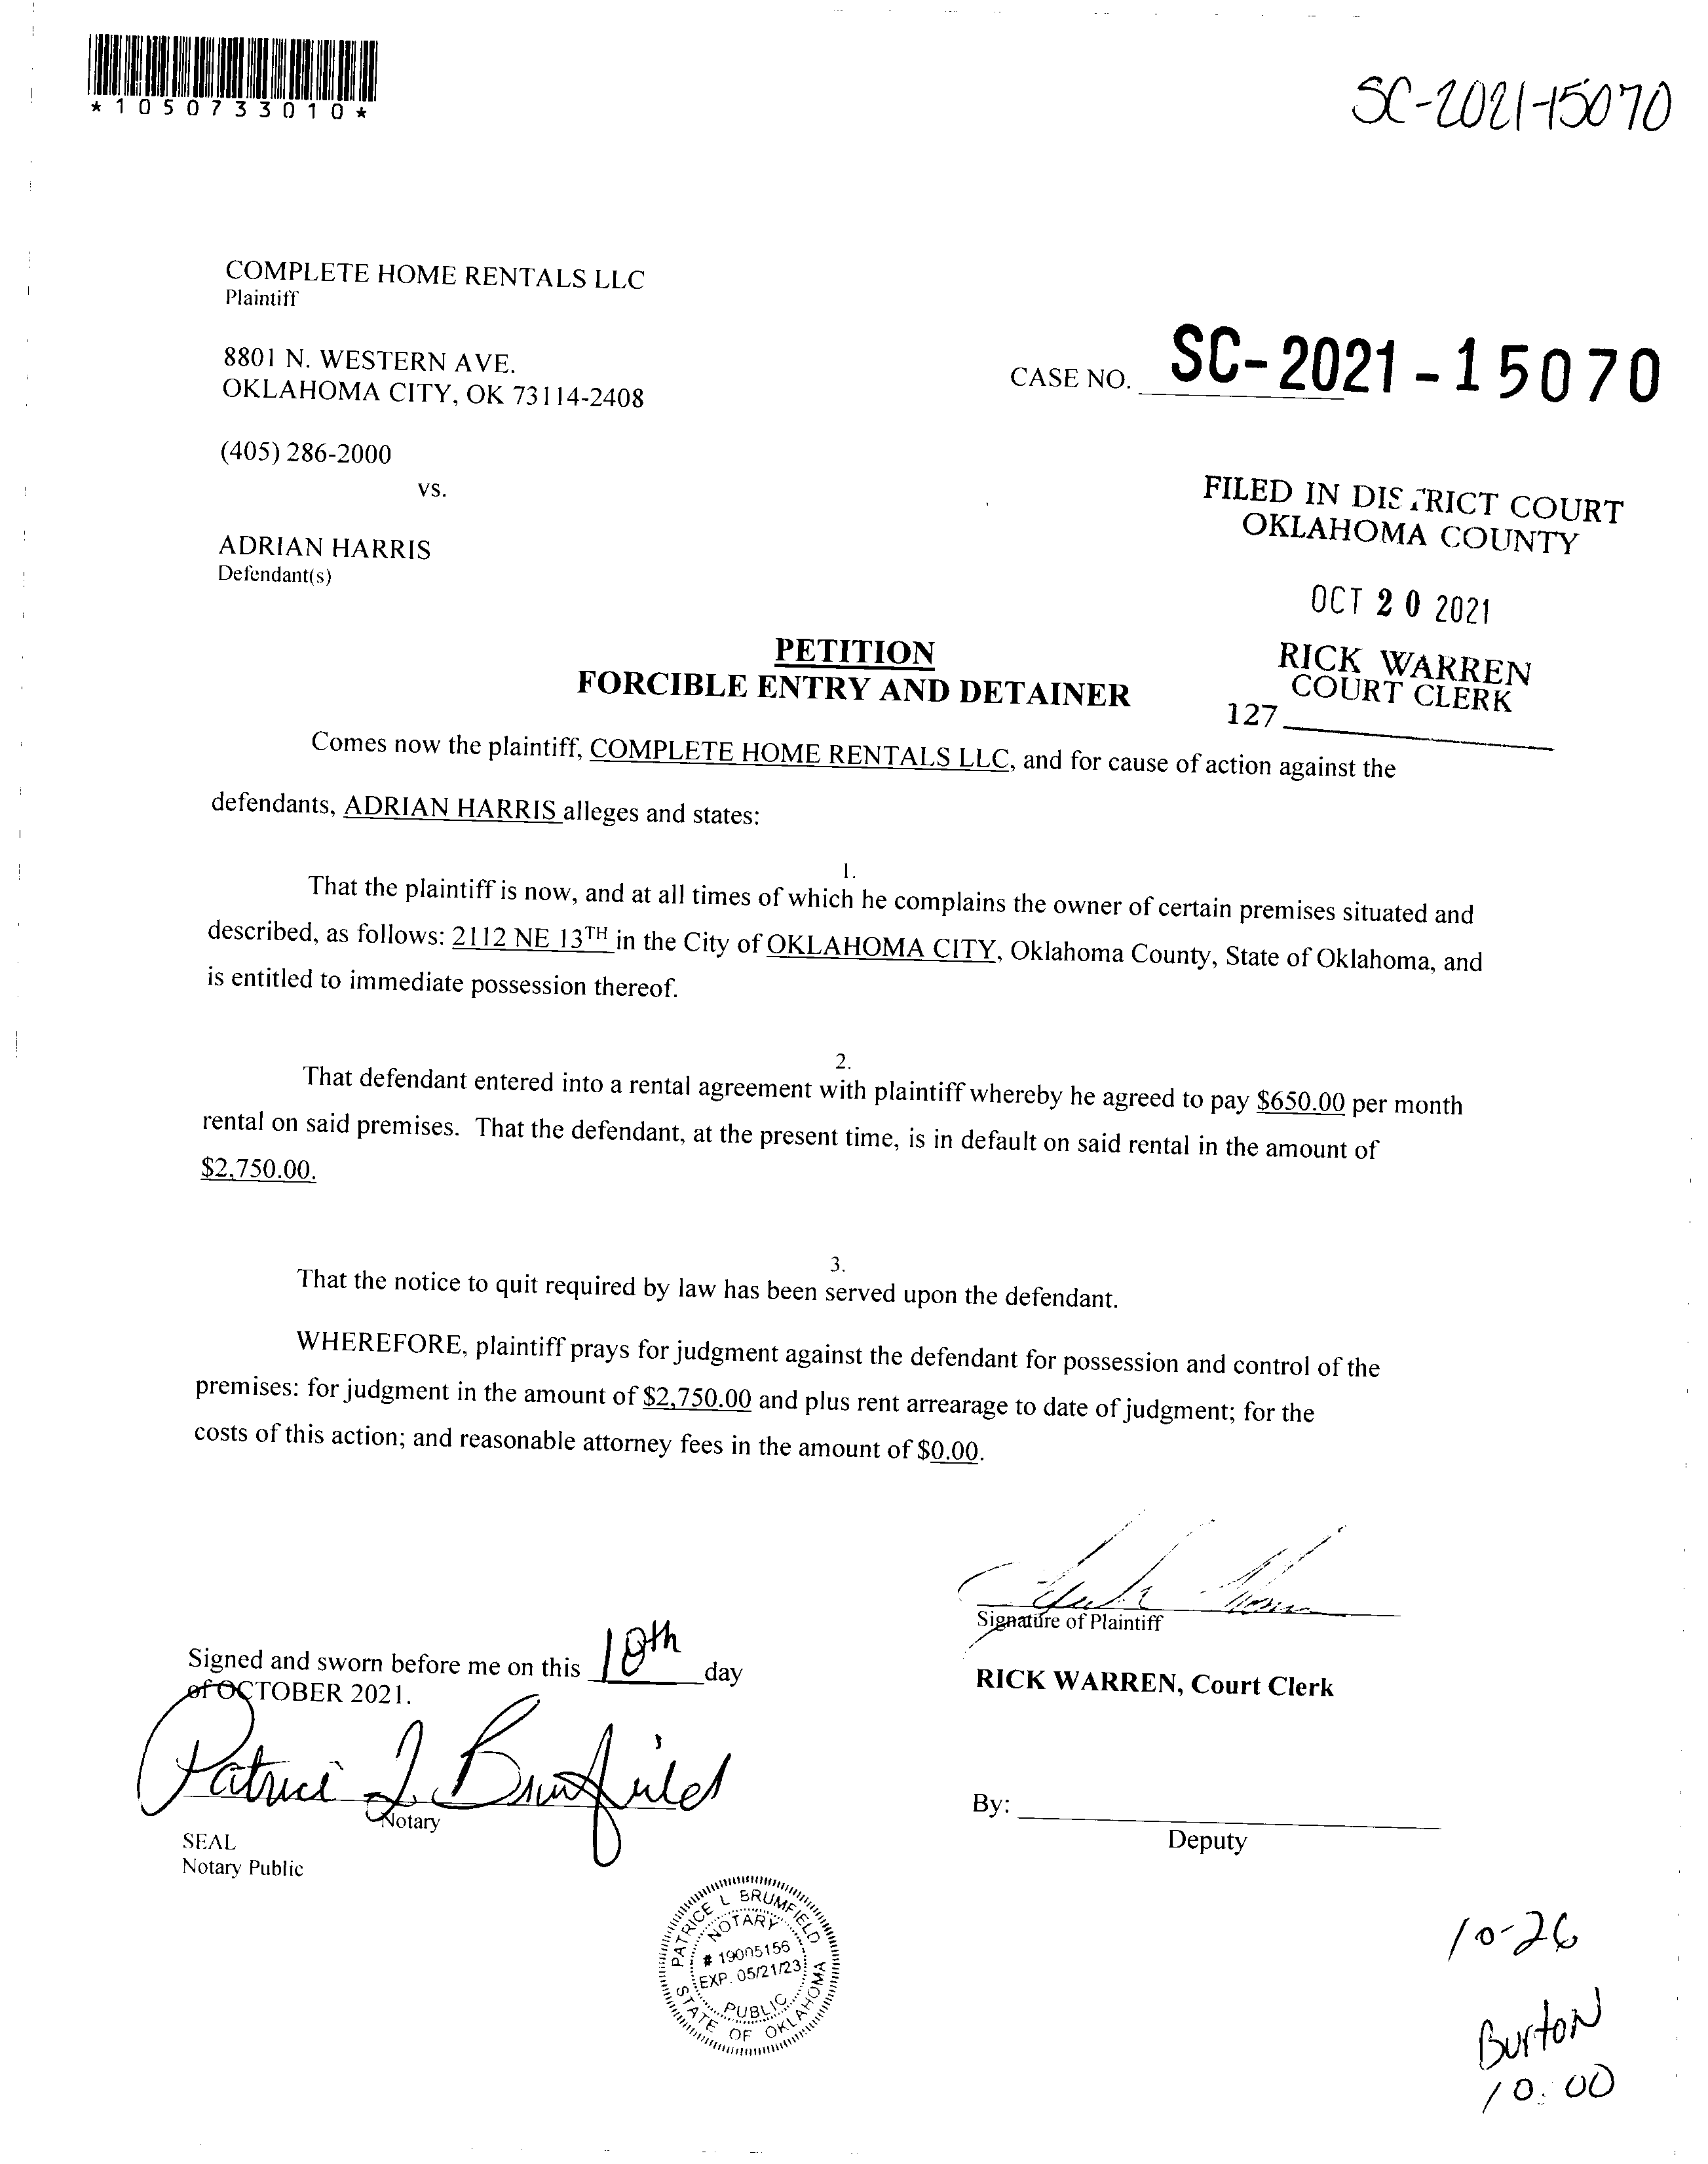 *1050733010*
SC-2021-15070
COMPLETE HOME RENTALS LLC
Plaintiff
8801 N. WESTERN AVE.
OKLAHOMA CITY, OK 73114-2408
CASE NO. SC-2021-15070
(405) 286-2000
vs.
FILED IN DISTRICT COURT
OKLAHOMA COUNTY
ADRIAN HARRIS
Defendant(s)
OCT 20 2021
RICK WARREN
COURT CLERK
127
PETITION
FORCIBLE ENTRY AND DETAINER
Comes now the plaintiff, COMPLETE HOME RENTALS LLC, and for cause of action against the
defendants, ADRIAN HARRIS alleges and states:
1.
That the plaintiff is now, and at all times of which he complains the owner of certain premises situated and
described, as follows: 2112 NE 13TH in the City of OKLAHOMA CITY, Oklahoma County, State of Oklahoma, and
is entitled to immediate possession thereof.
2.
That defendant entered into a rental agreement with plaintiff whereby he agreed to pay $650.00 per month
rental on said premises. That the defendant, at the present time, is in default on said rental in the amount of
$2,750.00.
3.
That the notice to quit required by law has been served upon the defendant.
WHEREFORE, plaintiff prays for judgment against the defendant for possession and control of the
premises: for judgment in the amount of $2,750.00 and plus rent arrearage to date of judgment; for the
costs of this action; and reasonable attorney fees in the amount of $0.00.
Signature of Plaintiff
Signed and sworn before me on this 18th day
of OCTOBER 2021.
RICK WARREN, Court Clerk
Patrice L Brumfield
Notary
SEAL
Notary Public
By:
Deputy
PATRICE L BRUMFIELD
NOTARY
# 19005156
EXP. 05/21/23
PUBLIC
STATE OF OKLAHOMA
10-26
Burton
10:00